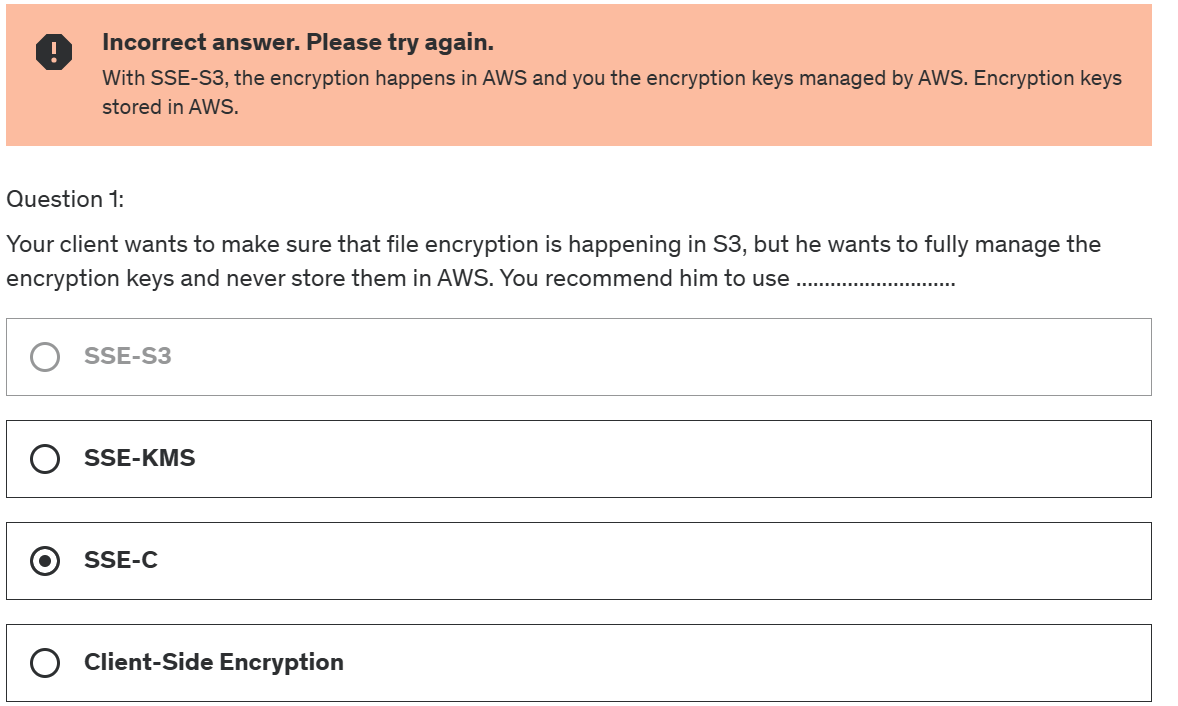 Incorrect answer. Please try again.
With SSE-S3, the encryption happens in AWS and you the encryption keys managed by AWS. Encryption keys
stored in AWS.
Question 1:
Your client wants to make sure that file encryption is happening in S3, but he wants to fully manage the
encryption keys and never store them in AWS. You recommend him to use ............................
SSE-S3
SSE-KMS
SSE-C
Client-Side Encryption